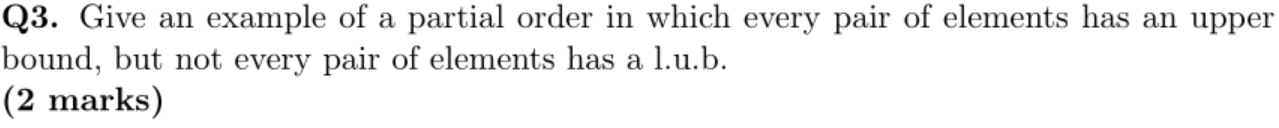 Q3. Give an example of a partial order in which every pair of elements has an upper
bound, but not every pair of elements has a l.u.b.
(2 marks)